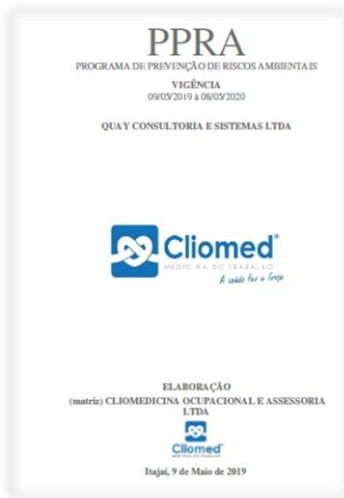 PPRA
PROGRAMA DE PREVENÇÃO DE RISCOS AMBIENTAIS
VIGÊNCIA
09/05/2019 à 08/05/2020
QUAY CONSULTORIA E SISTEMAS LTDA
Cliomed
MEDICINA DO TRABALHO
A saúde faz a força
ELABORAÇÃO
(matriz) CLIOMEDICINA OCUPACIONAL E ASSESSORIA
LTDA
Cliomed
Itajaí, 9 de Maio de 2019